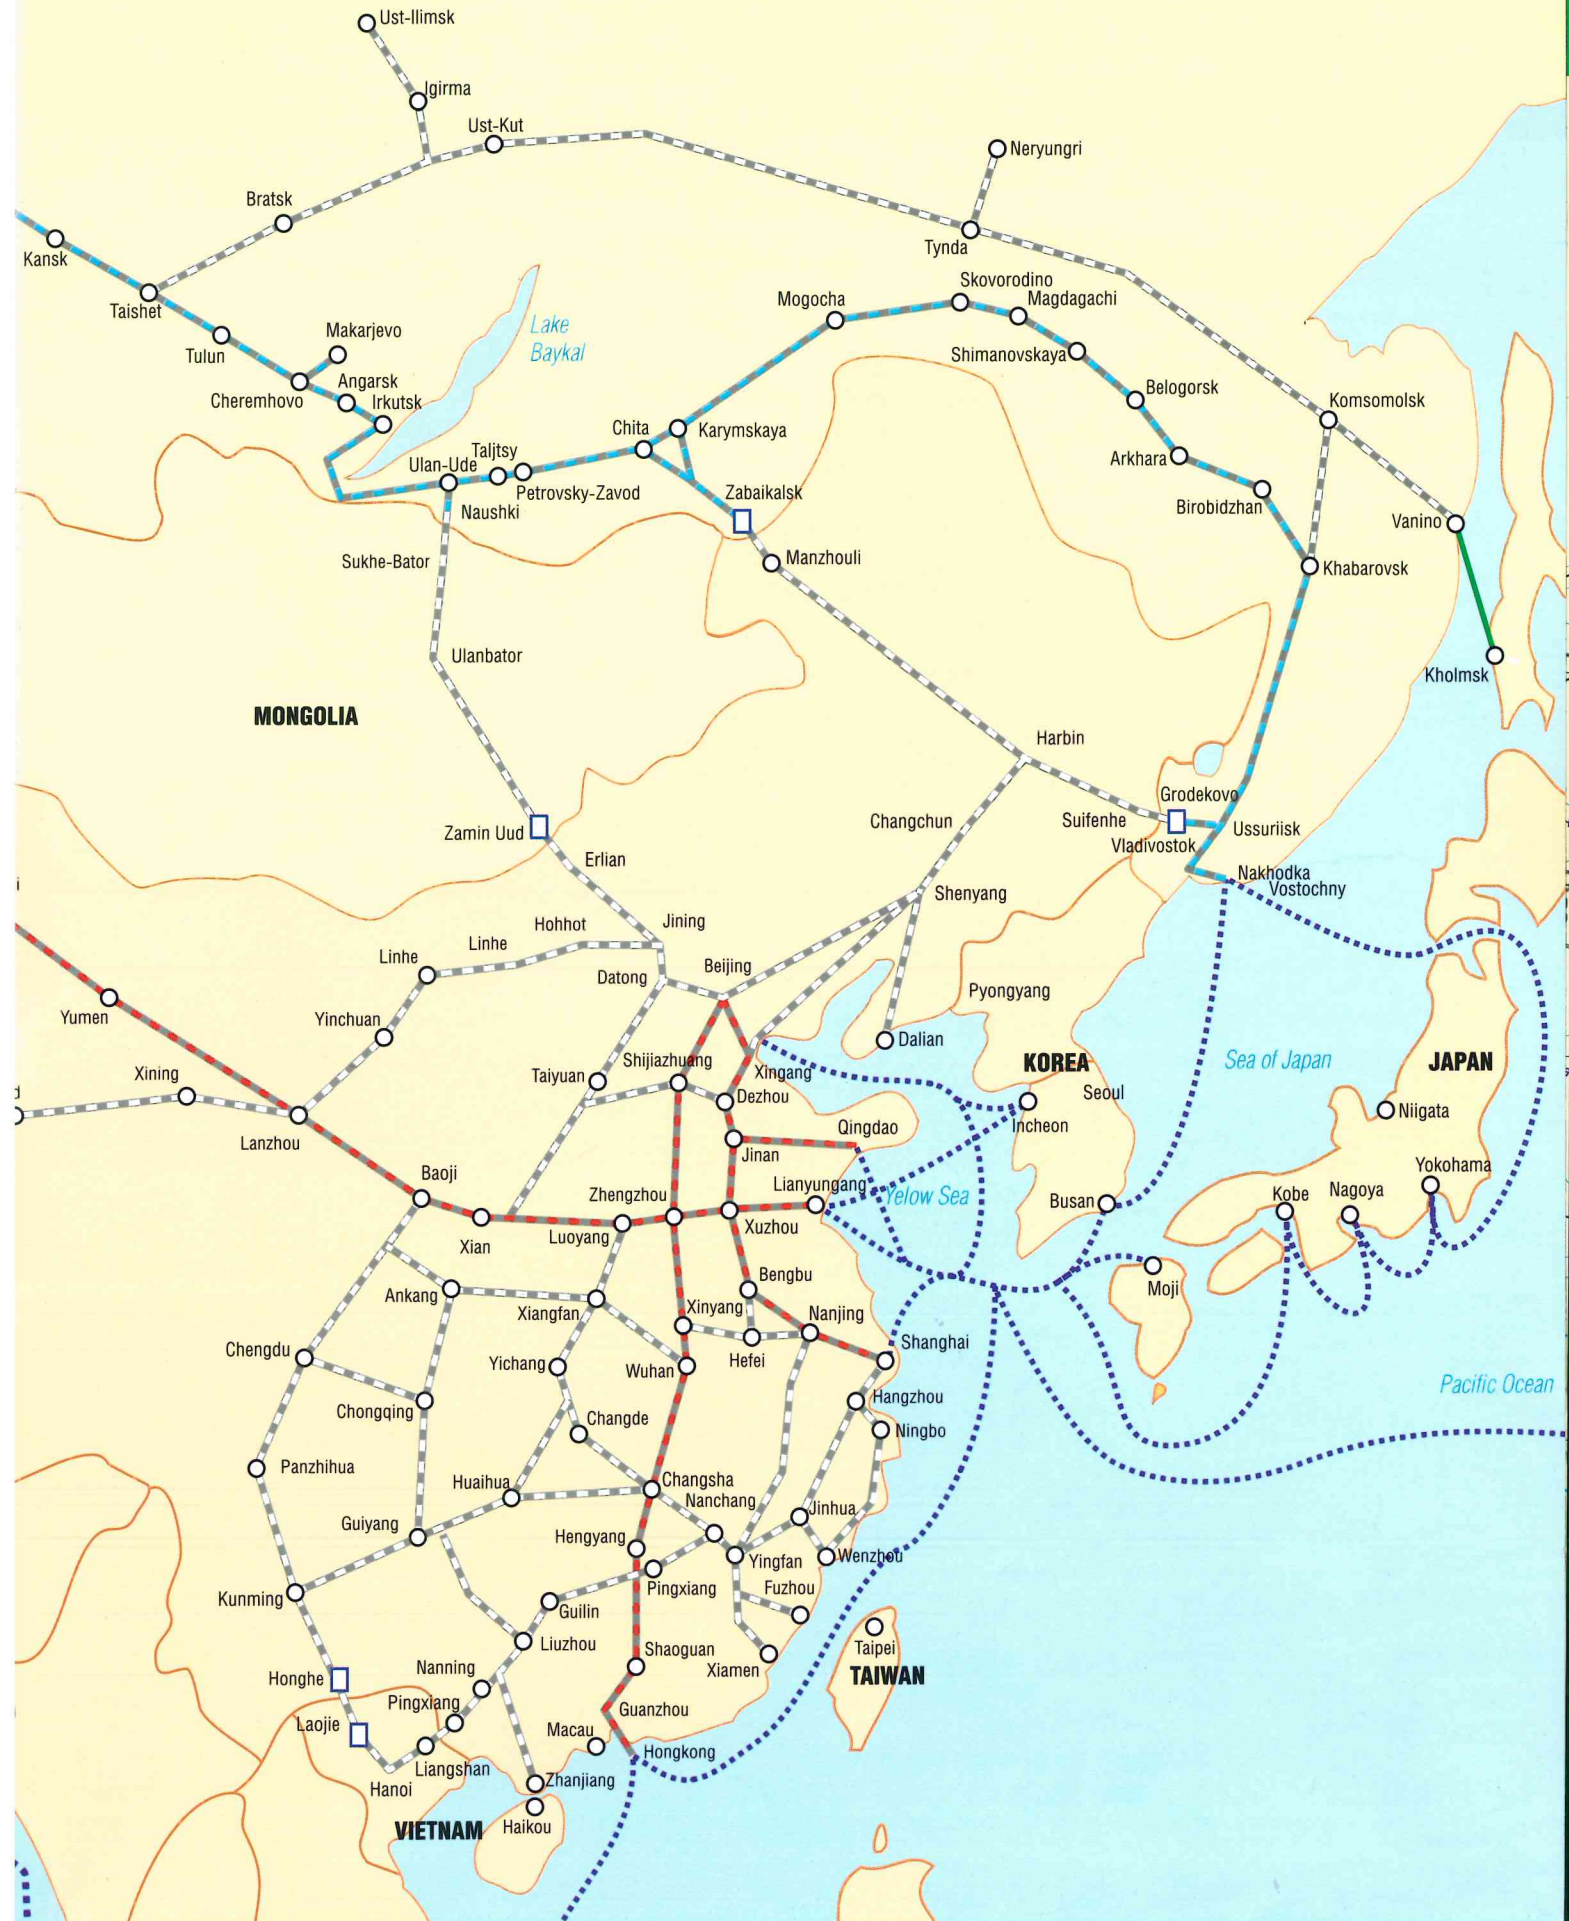 Ust-Ilimsk
Igirma
Ust-Kut
Neryungri
Bratsk
Tynda
Kansk
Taishet
Skovorodino
Mogocha
Magdagachi
Lake
Baykal
Makarjevo
Tulun
Shimanovskaya
Angarsk
Belogorsk
Cheremhovo
Irkutsk
Komsomolsk
Chita
Karymskaya
Taljtsy
Arkhara
Ulan-Ude
Petrovsky-Zavod
Zabaikalsk
Birobidzhan
Naushki
Vanino
Sukhe-Bator
Manzhouli
Khabarovsk
Ulanbator
Kholmsk
MONGOLIA
Harbin
Grodekovo
Changchun
Suifenhe
Ussuriisk
Zamin Uud
Vladivostok
Erlian
Nakhodka
Vostochny
i
Shenyang
Hohhot
Jining
Linhe
Linhe
Beijing
Datong
Pyongyang
Yumen
Yinchuan
Dalian
Shijiazhuang
KOREA
Sea of Japan
JAPAN
Xining
Taiyuan
Xingang
d
Dezhou
Seoul
Niigata
Incheon
Qingdao
Lanzhou
Jinan
Baoji
Yokohama
Lianyungang
Zhengzhou
Yelow Sea
Busan
Kobe
Nagoya
Xian
Luoyang
Xuzhou
Bengbu
Moji
Ankang
Xiangfan
Xinyang
Nanjing
Shanghai
Chengdu
Yichang
Wuhan
Hefei
Pacific Ocean
Hangzhou
Chongqing
Changde
Ningbo
Panzhihua
Huaihua
Changsha
Nanchang
Jinhua
Guiyang
Hengyang
Wenzhou
Yingfan
Pingxiang
Fuzhou
Kunming
Guilin
Liuzhou
Taipei
Shaoguan
Nanning
Xiamen
TAIWAN
Honghe
Pingxiang
Guanzhou
Laojie
Macau
Hongkong
Liangshan
Zhanjiang
Hanoi
VIETNAM
Haikou